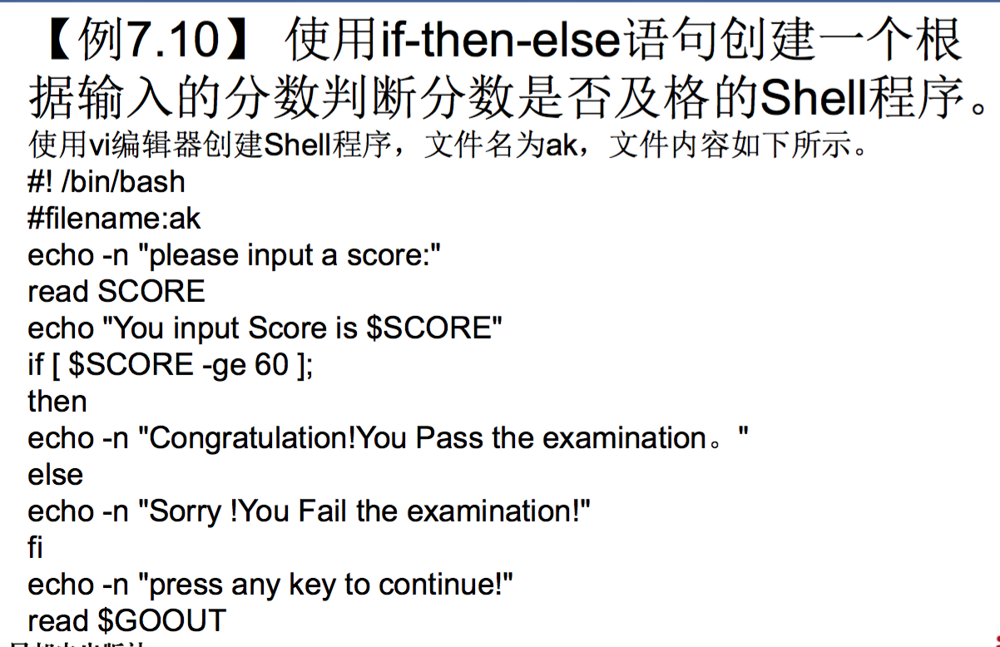 【例7.10】 使用if-then-else语句创建一个根
据输入的分数判断分数是否及格的Shell程序。
使用vi编辑器创建Shell程序，文件名为ak，文件内容如下所示。
#! /bin/bash
#filename:ak
echo -n "please input a score:"
read SCORE
echo "You input Score is $SCORE"
if [ $SCORE -ge 60 ];
then
echo -n "Congratulation!You Pass the examination。"
else
echo -n "Sorry !You Fail the examination!"
fi
echo -n "press any key to continue!"
read $GOOUT